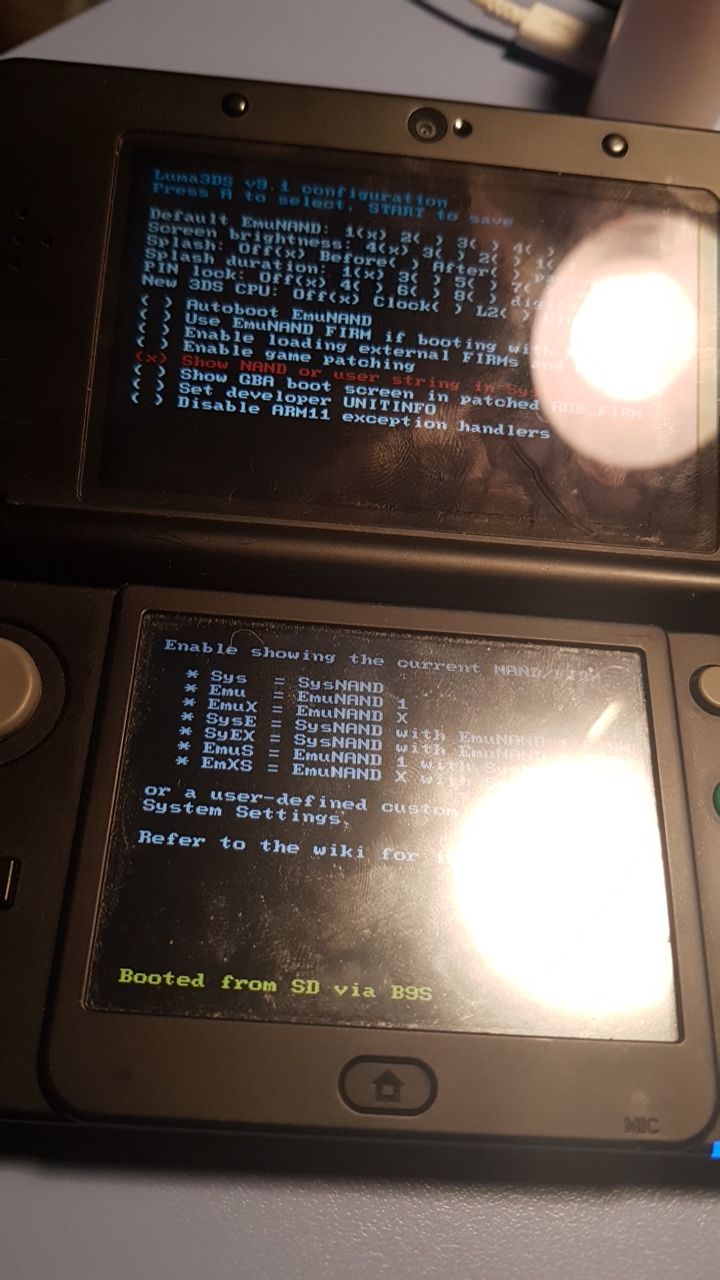 Luma3DS v9.1 configuration
Press A to select, START to save
Default EmuNAND: 1(x) 2( ) 3( ) 4( )
Screen brightness: 4(x) 3( ) 2( ) 1(
Splash: Off(x) Before( ) After( )
Splash duration: 1(x) 3( ) 5( ) 7(
PIN lock: Off(x) 4( ) 6( ) 8( )
New 3DS CPU: Off(x) Clock( ) L2( )
( ) Autoboot EmuNAND
( ) Use EmuNAND FIRM if booting with
( ) Enable loading external FIRMs and
( ) Enable game patching
(x) Show NAND or user string in
( ) Show GBA boot screen in patched AGB_FIRM
( ) Set developer UNITINFO
( ) Disable ARM11 exception handlers
Enable showing the current NAND/FIRM
* Sys = SysNAND
* Emu = EmuNAND 1
* EmuX = EmuNAND X
* SysE = SysNAND with EmuNAND 1
* SyEX = SysNAND with
* EmuS = EmuNAND 1 with
* EmXS = EmuNAND X with
or a user-defined custom
System Settings.
Refer to the wiki for
Booted from SD via B9S
MIC